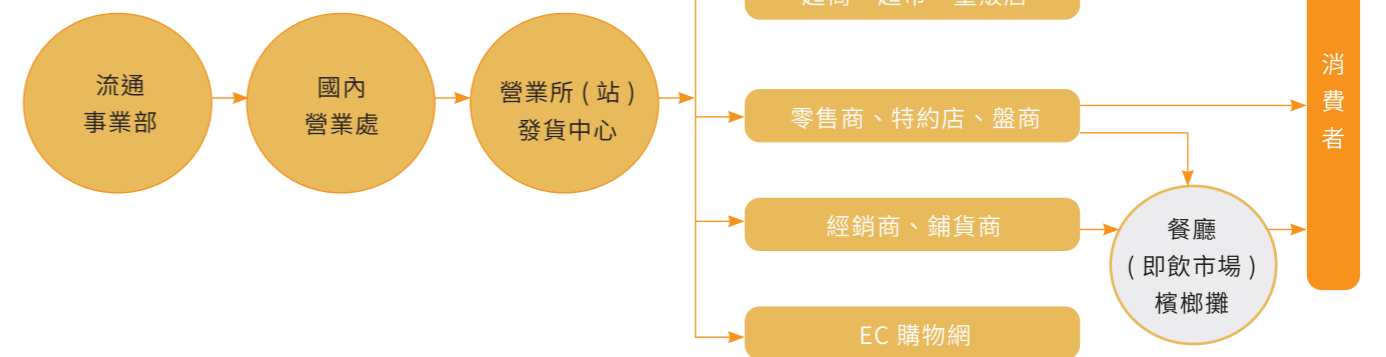 流通
事業部
國內
營業處
營業所 ( 站 )
發貨中心
零售商、特約店、盤商
經銷商、鋪貨商
EC 購物網
餐廳
( 即飲市場 )
檳榔攤
消
費
者